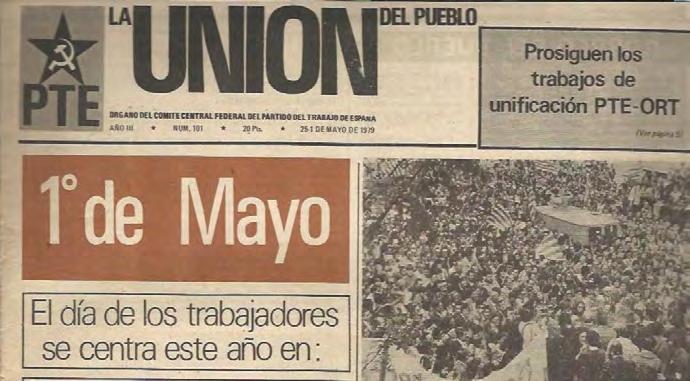 LA UNION DEL PUEBLO
PTE
ORGANO DEL COMITE CENTRAL FEDERAL DEL PARTIDO DEL TRABAJO DE ESPAÑA
AÑO III ★ NUM. 101 ★ 20 Pts. ★ 25-1 DE MAYO DE 1979
Prosiguen los
trabajos de
unificación PTE-ORT
(Ver página 5)
1º de Mayo
El día de los trabajadores
se centra este año en: